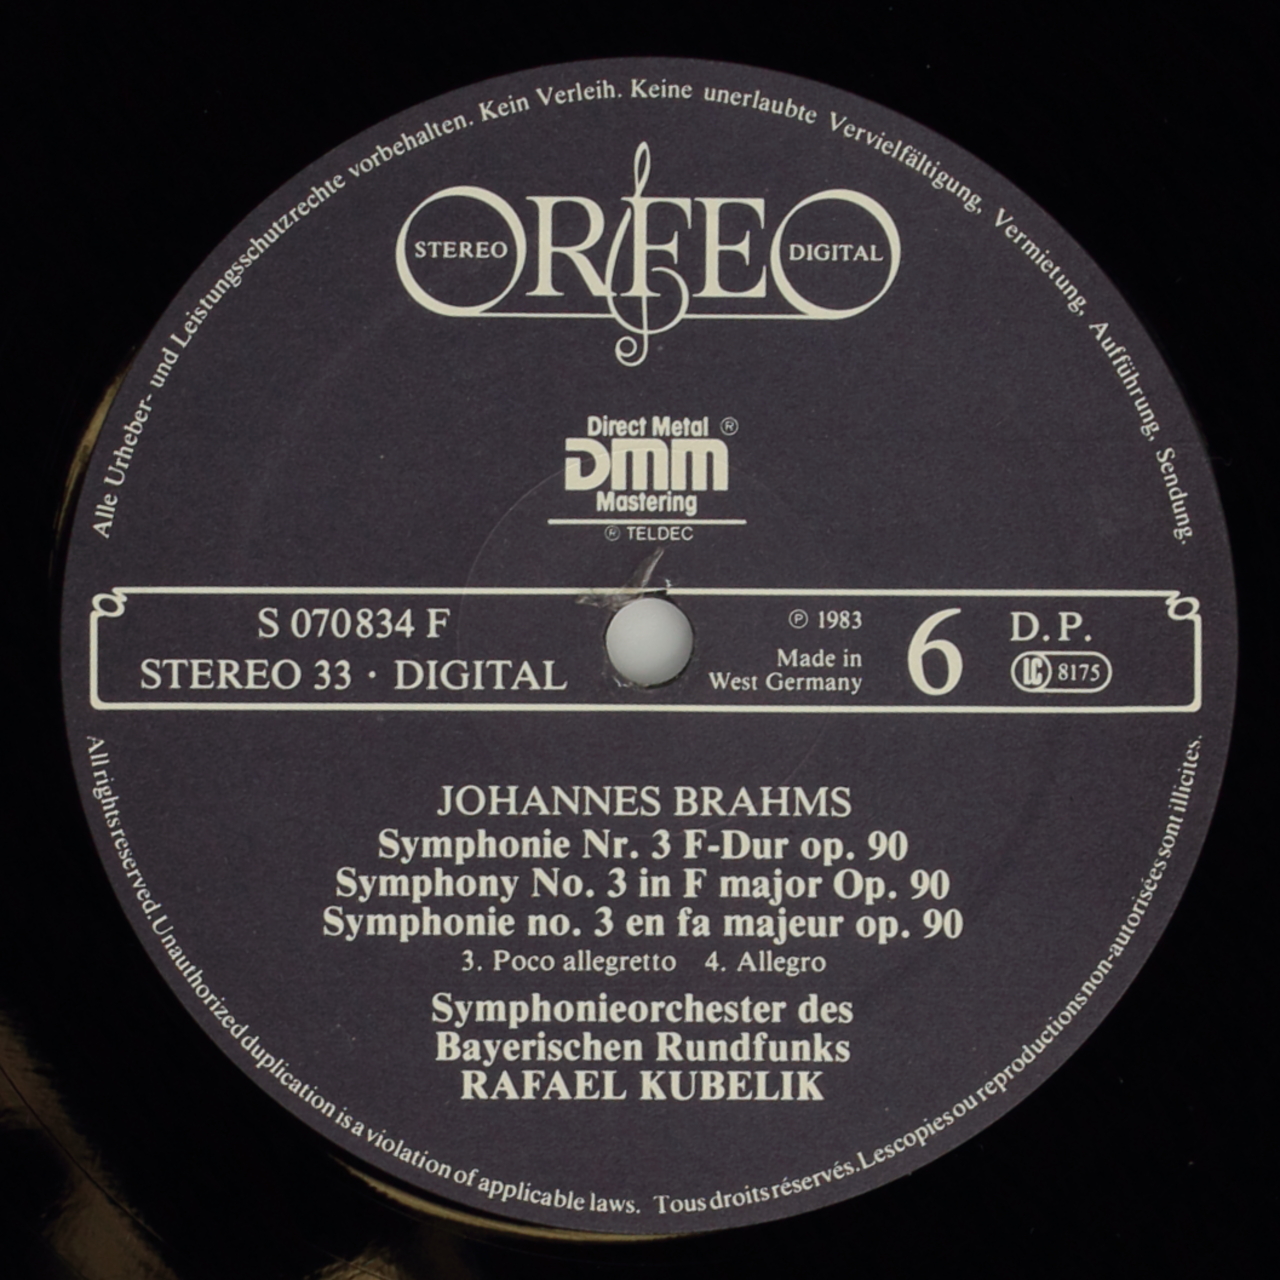 Alle Urheber- und Leistungsschutzrechte vorbehalten. Kein Verleih. Keine unerlaubte Vervielfältigung, Vermietung, Aufführung, Sendung.
ORFEO
STEREO DIGITAL
Direct Metal ®
DMM
Mastering
® TELDEC
S 070834 F
STEREO 33 · DIGITAL
℗ 1983
Made in
West Germany
6
D.P.
LC 8175
JOHANNES BRAHMS
Symphonie Nr. 3 F-Dur op. 90
Symphony No. 3 in F major Op. 90
Symphonie no. 3 en fa majeur op. 90
3. Poco allegretto 4. Allegro
Symphonieorchester des
Bayerischen Rundfunks
RAFAEL KUBELIK
All rights reserved. Unauthorized duplication is a violation of applicable laws. Tous droits réservés. Les copies ou reproductions non-autorisées sont illicites.